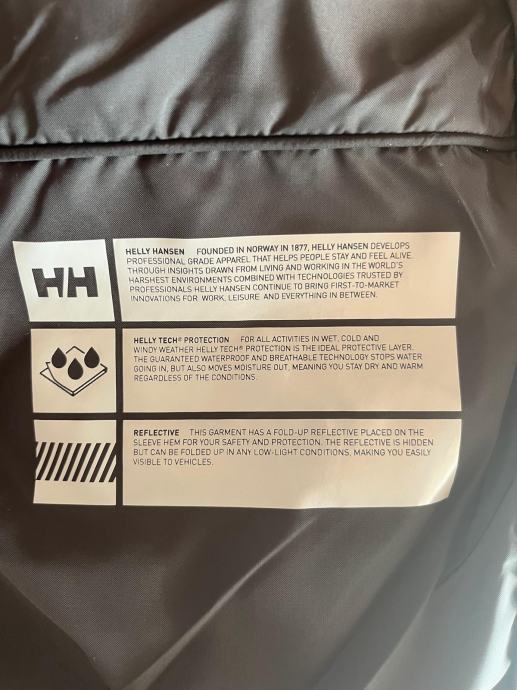 HH
HELLY HANSEN FOUNDED IN NORWAY IN 1877, HELLY HANSEN DEVELOPS
PROFESSIONAL GRADE APPAREL THAT HELPS PEOPLE STAY AND FEEL ALIVE.
THROUGH INSIGHTS DRAWN FROM LIVING AND WORKING IN THE WORLD'S
HARSHEST ENVIRONMENTS COMBINED WITH TECHNOLOGIES TRUSTED BY
PROFESSIONALS HELLY HANSEN CONTINUE TO BRING FIRST-TO-MARKET
INNOVATIONS FOR WORK, LEISURE AND EVERYTHING IN BETWEEN.
HELLY TECH® PROTECTION FOR ALL ACTIVITIES IN WET, COLD AND
WINDY WEATHER HELLY TECH® PROTECTION IS THE IDEAL PROTECTIVE LAYER.
THE GUARANTEED WATERPROOF AND BREATHABLE TECHNOLOGY STOPS WATER
GOING IN, BUT ALSO MOVES MOISTURE OUT, MEANING YOU STAY DRY AND WARM
REGARDLESS OF THE CONDITIONS.
REFLECTIVE THIS GARMENT HAS A FOLD-UP REFLECTIVE PLACED ON THE
SLEEVE HEM FOR YOUR SAFETY AND PROTECTION. THE REFLECTIVE IS HIDDEN
BUT CAN BE FOLDED UP IN ANY LOW-LIGHT CONDITIONS, MAKING YOU EASILY
VISIBLE TO VEHICLES.